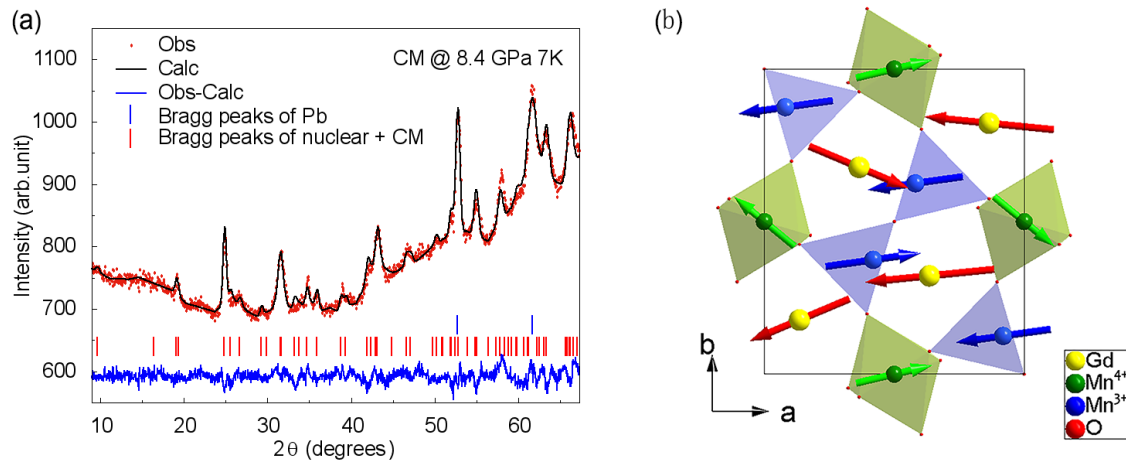 (a)
Obs
Calc
Obs-Calc
Bragg peaks of Pb
Bragg peaks of nuclear + CM
CM @ 8.4 GPa 7K
Intensity (arb.unit)
1100
1000
900
800
700
600
10
20
30
40
50
60
2θ (degrees)
(b)
b
a
Gd
Mn4+
Mn3+
O